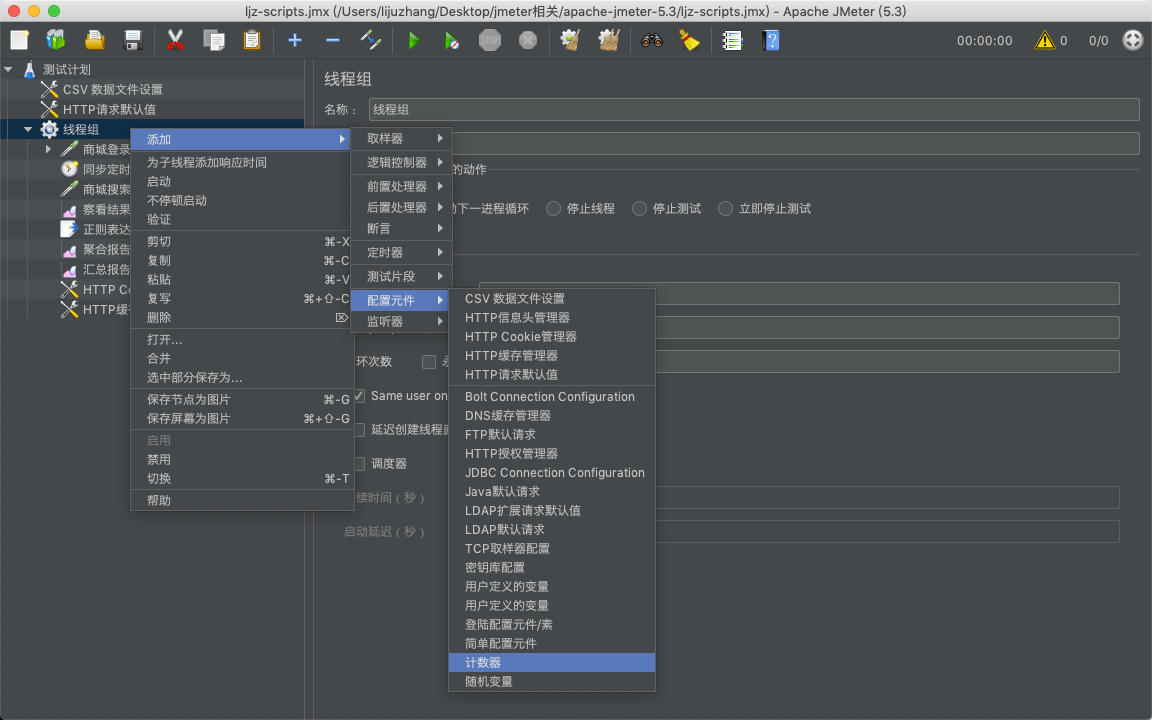 ljz-scripts.jmx (/Users/lijuzhang/Desktop/jmeter相关/apache-jmeter-5.3/ljz-scripts.jmx) - Apache JMeter (5.3)
00:00:00 0 0/0
测试计划
CSV 数据文件设置
HTTP请求默认值
线程组
商城登录
同步定时
商城搜索
察看结果
正则表达
聚合报告
汇总报告
HTTP Co
HTTP缓
添加
为子线程添加响应时间
启动
不停顿启动
验证
剪切 ⌘-X
复制 ⌘-C
粘贴 ⌘-V
复写 ⌘+⇧-C
删除 ⌦
打开...
合并
选中部分保存为...
保存节点为图片 ⌘-G
保存屏幕为图片 ⌘+⇧-G
启用
禁用
切换 ⌘-T
帮助
取样器
逻辑控制器
前置处理器
后置处理器
断言
定时器
测试片段
配置元件
监听器
CSV 数据文件设置
HTTP信息头管理器
HTTP Cookie管理器
HTTP缓存管理器
HTTP请求默认值
Bolt Connection Configuration
DNS缓存管理器
FTP默认请求
HTTP授权管理器
JDBC Connection Configuration
Java默认请求
LDAP扩展请求默认值
LDAP默认请求
TCP取样器配置
密钥库配置
用户定义的变量
用户定义的变量
登陆配置元件/素
简单配置元件
计数器
随机变量
线程组
名称： 线程组
的动作
下一进程循环 停止线程 停止测试 立即停止测试
环次数
Same user on
延迟创建线程
调度器
续时间（秒）
启动延迟（秒）